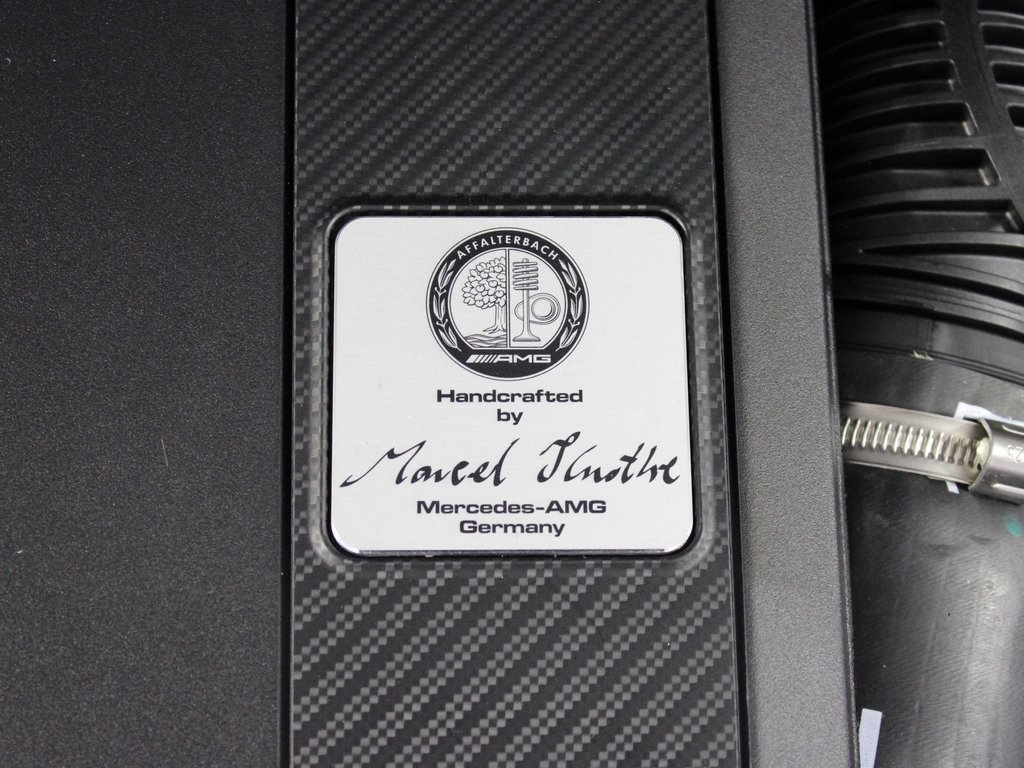 AFFALTERBACH
AMG
Handcrafted
by
Marcel
Mercedes-AMG
Germany